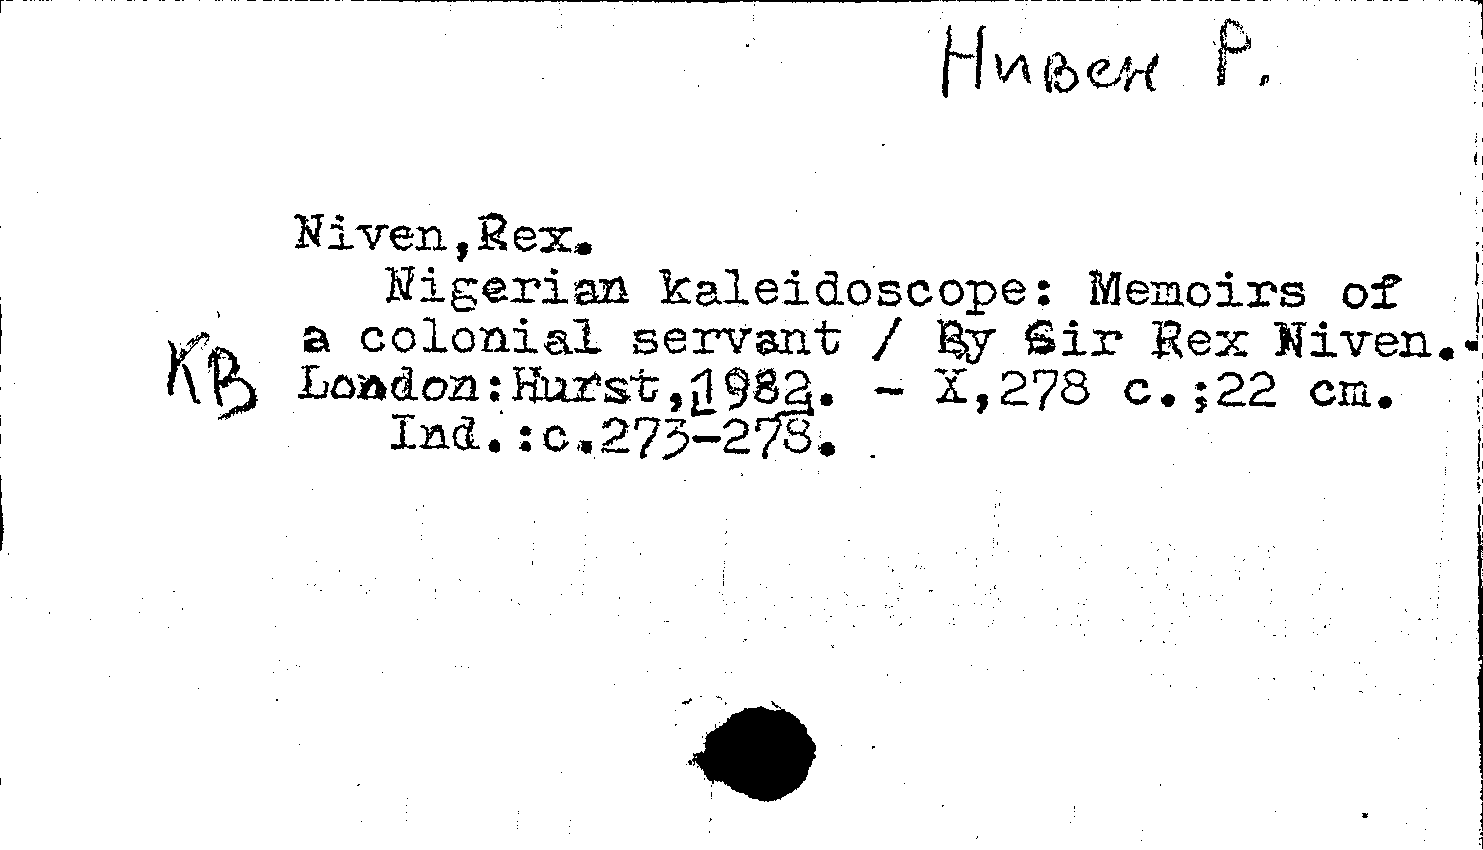 Нивен Р.
Niven,Rex.
Nigerian kaleidoscope: Memoirs of
a colonial servant / By Sir Rex Niven.-
КВ
London:Hurst,1982. - X,278 c.;22 cm.
Ind.:c.273-278.